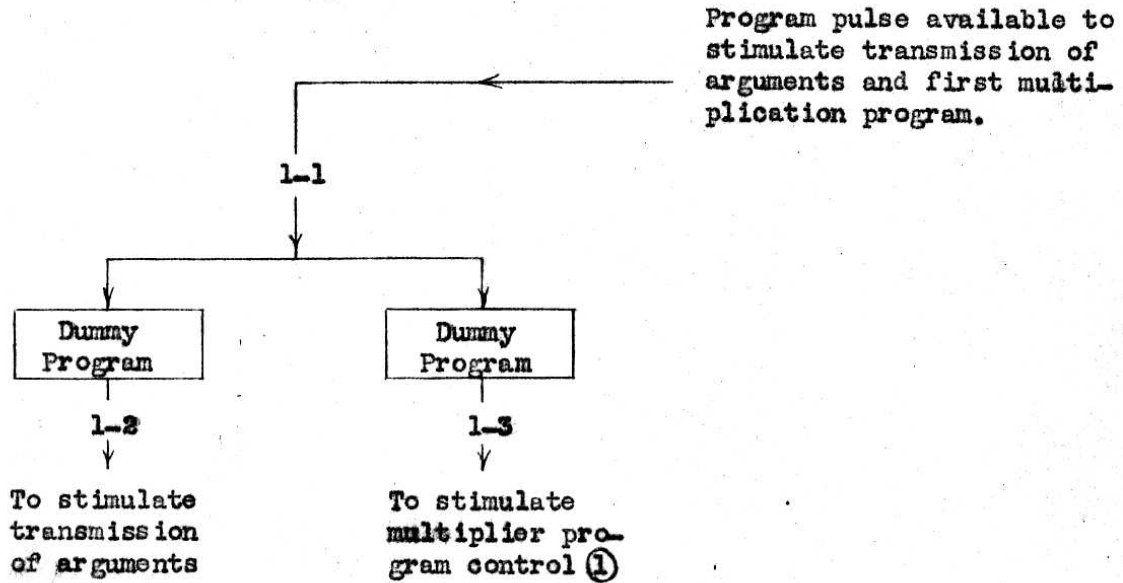 Program pulse available to
stimulate transmission of
arguments and first multi-
plication program.
1-1
Dummy
Program
Dummy
Program
1-2
1-3
To stimulate
transmission
of arguments
To stimulate
multiplier pro-
gram control ①